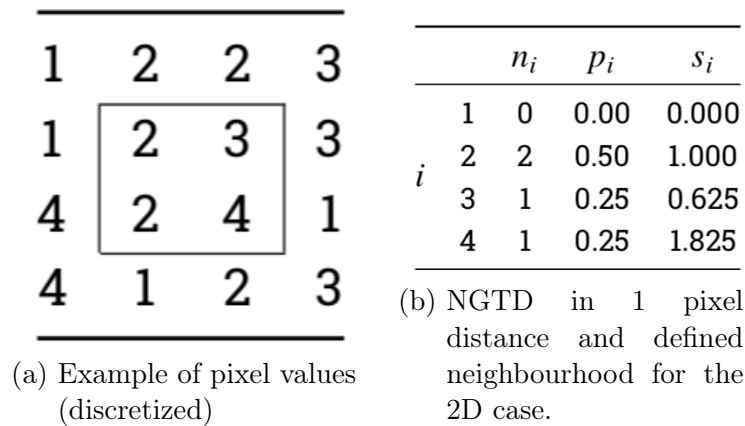 1 2 2 3
1 2 3 3
4 2 4 1
4 1 2 3
(a) Example of pixel values
(discretized)
nᵢ pᵢ sᵢ
1 0 0.00 0.000
2 2 0.50 1.000
i
3 1 0.25 0.625
4 1 0.25 1.825
(b) NGTD in 1 pixel
distance and defined
neighbourhood for the
2D case.